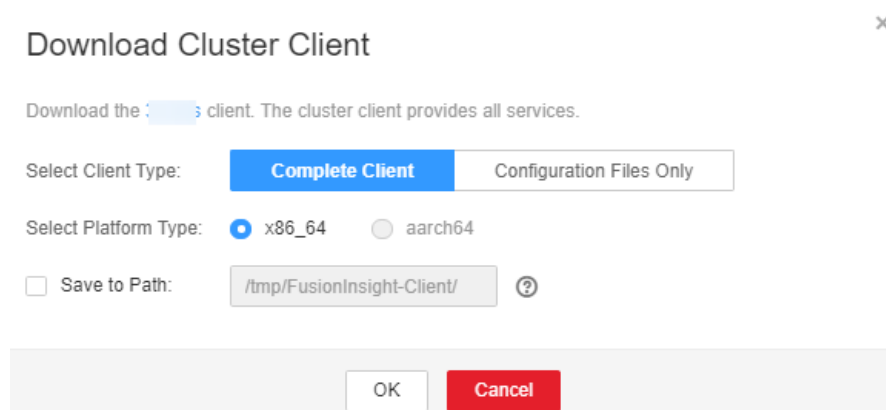 Download Cluster Client
Download the client. The cluster client provides all services.
Select Client Type: Complete Client Configuration Files Only
Select Platform Type: x86_64 aarch64
Save to Path: /tmp/FusionInsight-Client/
OK Cancel